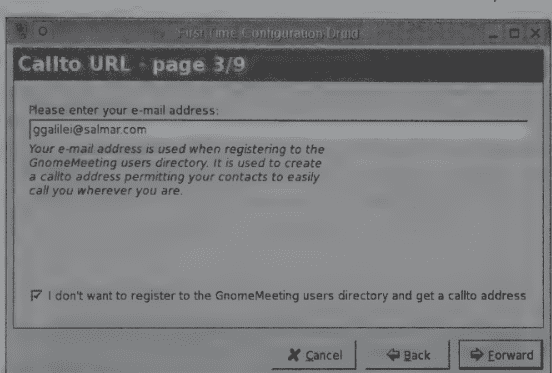 First Time Configuration Druid
Callto URL - page 3/9
Please enter your e-mail address:
ggalilei@salmar.com
Your e-mail address is used when registering to the
GnomeMeeting users directory. It is used to create
a callto address permitting your contacts to easily
call you wherever you are.
I don't want to register to the GnomeMeeting users directory and get a callto address
Cancel
Back
Forward